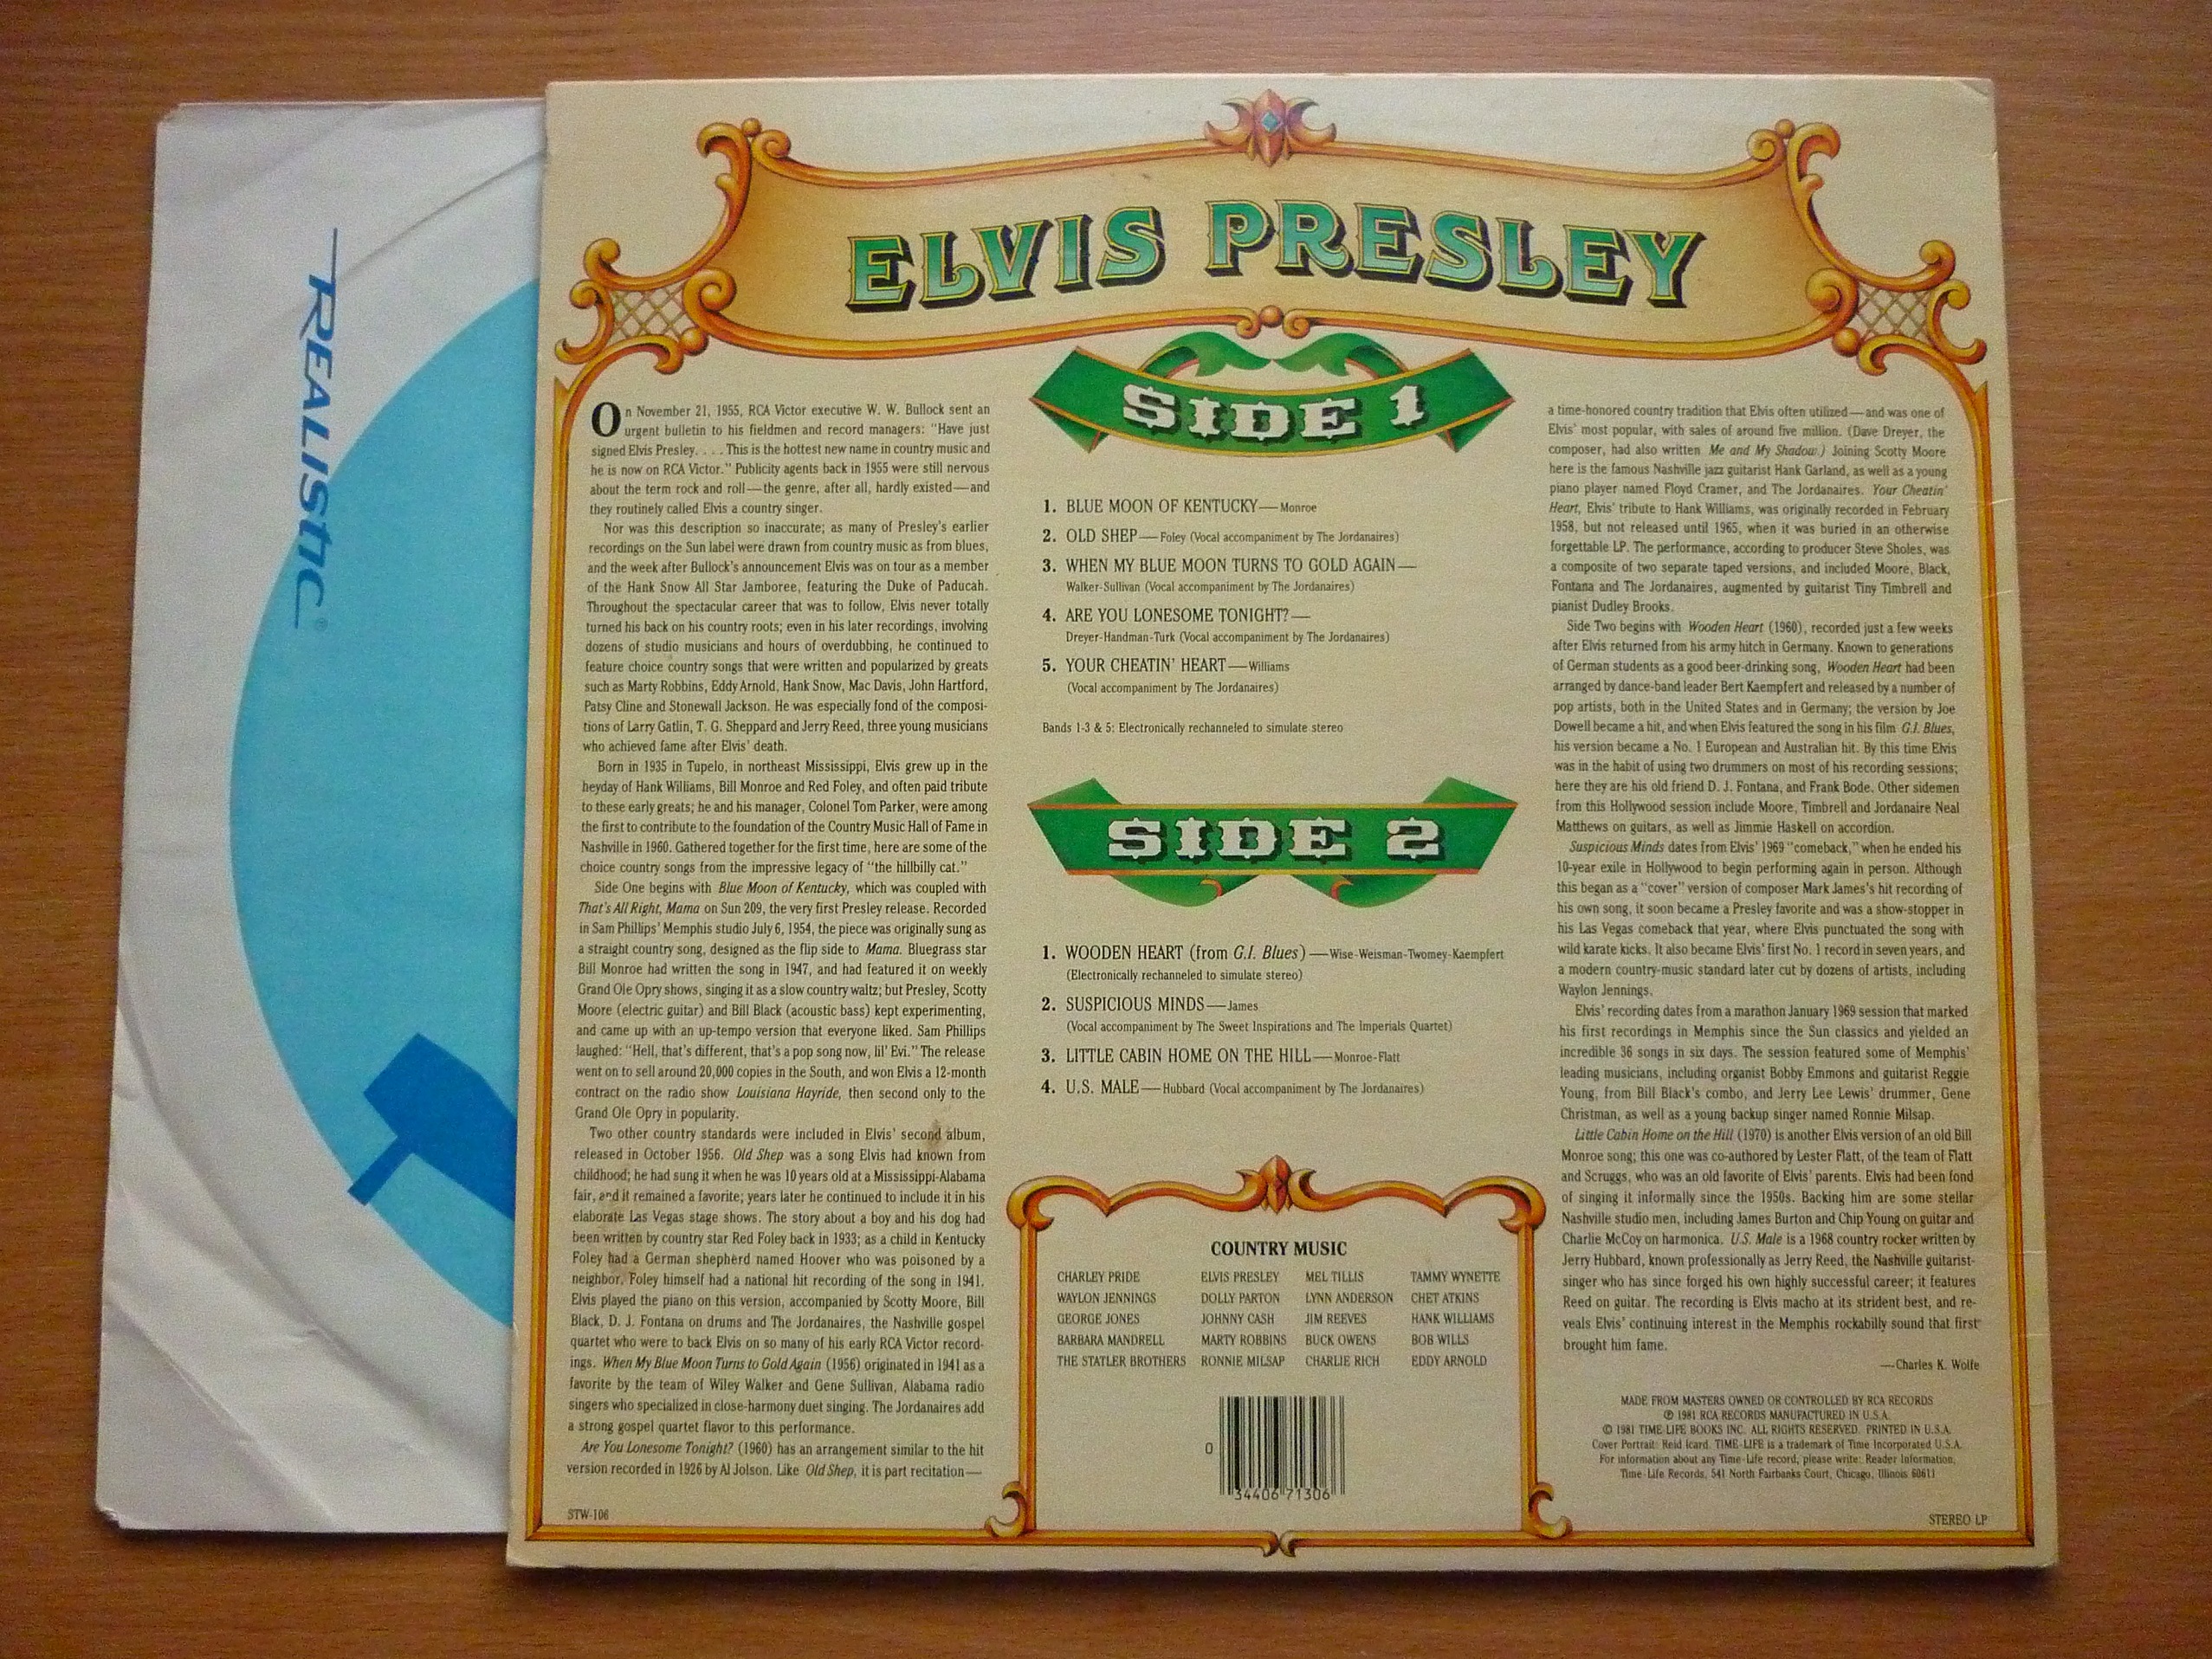 REALISTIC®
ELVIS PRESLEY
On November 21, 1955, RCA Victor executive W. W. Bullock sent an
urgent bulletin to his fieldmen and record managers: "Have just
signed Elvis Presley. . . . This is the hottest new name in country music and
he is now on RCA Victor." Publicity agents back in 1955 were still nervous
about the term rock and roll—the genre, after all, hardly existed—and
they routinely called Elvis a country singer.
Nor was this description so inaccurate; as many of Presley's earlier
recordings on the Sun label were drawn from country music as from blues,
and the week after Bullock's announcement Elvis was on tour as a member
of the Hank Snow All Star Jamboree, featuring the Duke of Paducah.
Throughout the spectacular career that was to follow, Elvis never totally
turned his back on his country roots; even in his later recordings, involving
dozens of studio musicians and hours of overdubbing, he continued to
feature choice country songs that were written and popularized by greats
such as Marty Robbins, Eddy Arnold, Hank Snow, Mac Davis, John Hartford,
Patsy Cline and Stonewall Jackson. He was especially fond of the composi-
tions of Larry Gatlin, T. G. Sheppard and Jerry Reed, three young musicians
who achieved fame after Elvis' death.
Born in 1935 in Tupelo, in northeast Mississippi, Elvis grew up in the
heyday of Hank Williams, Bill Monroe and Red Foley, and often paid tribute
to these early greats; he and his manager, Colonel Tom Parker, were among
the first to contribute to the foundation of the Country Music Hall of Fame in
Nashville in 1960. Gathered together for the first time, here are some of the
choice country songs from the impressive legacy of "the hillbilly cat."
Side One begins with Blue Moon of Kentucky, which was coupled with
That's All Right, Mama on Sun 209, the very first Presley release. Recorded
in Sam Phillips' Memphis studio July 6, 1954, the piece was originally sung as
a straight country song, designed as the flip side to Mama. Bluegrass star
Bill Monroe had written the song in 1947, and had featured it on weekly
Grand Ole Opry shows, singing it as a slow country waltz; but Presley, Scotty
Moore (electric guitar) and Bill Black (acoustic bass) kept experimenting,
and came up with an up-tempo version that everyone liked. Sam Phillips
laughed: "Hell, that's different, that's a pop song now, lil' Evi." The release
went on to sell around 20,000 copies in the South, and won Elvis a 12-month
contract on the radio show Louisiana Hayride, then second only to the
Grand Ole Opry in popularity.
Two other country standards were included in Elvis' second album,
released in October 1956. Old Shep was a song Elvis had known from
childhood; he had sung it when he was 10 years old at a Mississippi-Alabama
fair, and it remained a favorite; years later he continued to include it in his
elaborate Las Vegas stage shows. The story about a boy and his dog had
been written by country star Red Foley back in 1933; as a child in Kentucky
Foley had a German shepherd named Hoover who was poisoned by a
neighbor. Foley himself had a national hit recording of the song in 1941.
Elvis played the piano on this version, accompanied by Scotty Moore, Bill
Black, D. J. Fontana on drums and The Jordanaires, the Nashville gospel
quartet who were to back Elvis on so many of his early RCA Victor record-
ings. When My Blue Moon Turns to Gold Again (1956) originated in 1941 as a
favorite by the team of Wiley Walker and Gene Sullivan, Alabama radio
singers who specialized in close-harmony duet singing. The Jordanaires add
a strong gospel quartet flavor to this performance.
Are You Lonesome Tonight? (1960) has an arrangement similar to the hit
version recorded in 1926 by Al Jolson. Like Old Shep, it is part recitation—
STW-106
SIDE 1
1. BLUE MOON OF KENTUCKY—Monroe
2. OLD SHEP—Foley (Vocal accompaniment by The Jordanaires)
3. WHEN MY BLUE MOON TURNS TO GOLD AGAIN—
Walker-Sullivan (Vocal accompaniment by The Jordanaires)
4. ARE YOU LONESOME TONIGHT?—
Dreyer-Handman-Turk (Vocal accompaniment by The Jordanaires)
5. YOUR CHEATIN' HEART—Williams
(Vocal accompaniment by The Jordanaires)
Bands 1-3 & 5: Electronically rechanneled to simulate stereo
SIDE 2
1. WOODEN HEART (from G.I. Blues)—Wise-Weisman-Twomey-Kaempfert
(Electronically rechanneled to simulate stereo)
2. SUSPICIOUS MINDS—James
(Vocal accompaniment by The Sweet Inspirations and The Imperials Quartet)
3. LITTLE CABIN HOME ON THE HILL—Monroe-Flatt
4. U.S. MALE—Hubbard (Vocal accompaniment by The Jordanaires)
COUNTRY MUSIC
CHARLEY PRIDE ELVIS PRESLEY MEL TILLIS TAMMY WYNETTE
WAYLON JENNINGS DOLLY PARTON LYNN ANDERSON CHET ATKINS
GEORGE JONES JOHNNY CASH JIM REEVES HANK WILLIAMS
BARBARA MANDRELL MARTY ROBBINS BUCK OWENS BOB WILLS
THE STATLER BROTHERS RONNIE MILSAP CHARLIE RICH EDDY ARNOLD
0 34406 71306
a time-honored country tradition that Elvis often utilized—and was one of
Elvis' most popular, with sales of around five million. (Dave Dreyer, the
composer, had also written Me and My Shadow.) Joining Scotty Moore
here is the famous Nashville jazz guitarist Hank Garland, as well as a young
piano player named Floyd Cramer, and The Jordanaires. Your Cheatin'
Heart, Elvis' tribute to Hank Williams, was originally recorded in February
1958, but not released until 1965, when it was buried in an otherwise
forgettable LP. The performance, according to producer Steve Sholes, was
a composite of two separate taped versions, and included Moore, Black,
Fontana and The Jordanaires, augmented by guitarist Tiny Timbrell and
pianist Dudley Brooks.
Side Two begins with Wooden Heart (1960), recorded just a few weeks
after Elvis returned from his army hitch in Germany. Known to generations
of German students as a good beer-drinking song, Wooden Heart had been
arranged by dance-band leader Bert Kaempfert and released by a number of
pop artists, both in the United States and in Germany; the version by Joe
Dowell became a hit, and when Elvis featured the song in his film G.I. Blues,
his version became a No. 1 European and Australian hit. By this time Elvis
was in the habit of using two drummers on most of his recording sessions;
here they are his old friend D. J. Fontana, and Frank Bode. Other sidemen
from this Hollywood session include Moore, Timbrell and Jordanaire Neal
Matthews on guitars, as well as Jimmie Haskell on accordion.
Suspicious Minds dates from Elvis' 1969 "comeback," when he ended his
10-year exile in Hollywood to begin performing again in person. Although
this began as a "cover" version of composer Mark James's hit recording of
his own song, it soon became a Presley favorite and was a show-stopper in
his Las Vegas comeback that year, where Elvis punctuated the song with
wild karate kicks. It also became Elvis' first No. 1 record in seven years, and
a modern country-music standard later cut by dozens of artists, including
Waylon Jennings.
Elvis' recording dates from a marathon January 1969 session that marked
his first recordings in Memphis since the Sun classics and yielded an
incredible 36 songs in six days. The session featured some of Memphis'
leading musicians, including organist Bobby Emmons and guitarist Reggie
Young, from Bill Black's combo, and Jerry Lee Lewis' drummer, Gene
Christman, as well as a young backup singer named Ronnie Milsap.
Little Cabin Home on the Hill (1970) is another Elvis version of an old Bill
Monroe song; this one was co-authored by Lester Flatt, of the team of Flatt
and Scruggs, who was an old favorite of Elvis' parents. Elvis had been fond
of singing it informally since the 1950s. Backing him are some stellar
Nashville studio men, including James Burton and Chip Young on guitar and
Charlie McCoy on harmonica. U.S. Male is a 1968 country rocker written by
Jerry Hubbard, known professionally as Jerry Reed, the Nashville guitarist-
singer who has since forged his own highly successful career; it features
Reed on guitar. The recording is Elvis macho at its strident best, and re-
veals Elvis' continuing interest in the Memphis rockabilly sound that first
brought him fame.
—Charles K. Wolfe
MADE FROM MASTERS OWNED OR CONTROLLED BY RCA RECORDS
℗ 1981 RCA RECORDS MANUFACTURED IN U.S.A.
© 1981 TIME-LIFE BOOKS INC. ALL RIGHTS RESERVED. PRINTED IN U.S.A.
Cover Portrait: Reid Icard. TIME-LIFE is a trademark of Time Incorporated U.S.A.
For information about any Time-Life record, please write: Reader Information,
Time-Life Records, 541 North Fairbanks Court, Chicago, Illinois 60611
STEREO LP